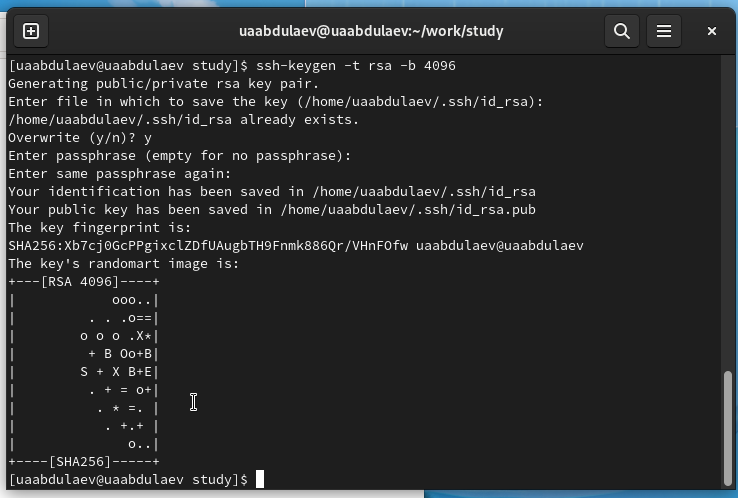 uaabdulaev@uaabdulaev:~/work/study
[uaabdulaev@uaabdulaev study]$ ssh-keygen -t rsa -b 4096
Generating public/private rsa key pair.
Enter file in which to save the key (/home/uaabdulaev/.ssh/id_rsa):
/home/uaabdulaev/.ssh/id_rsa already exists.
Overwrite (y/n)? y
Enter passphrase (empty for no passphrase):
Enter same passphrase again:
Your identification has been saved in /home/uaabdulaev/.ssh/id_rsa
Your public key has been saved in /home/uaabdulaev/.ssh/id_rsa.pub
The key fingerprint is:
SHA256:Xb7cj0GcPPgixclZDfUAugbTH9Fnmk886Qr/VHnFOfw uaabdulaev@uaabdulaev
The key's randomart image is:
+---[RSA 4096]----+
|            ooo..|
|         . . .o==|
|        o o o .X*|
|         + B Oo+B|
|        S + X B+E|
|         . + = o+|
|          . * =. |
|           . +.+ |
|              o..|
+----[SHA256]-----+
[uaabdulaev@uaabdulaev study]$